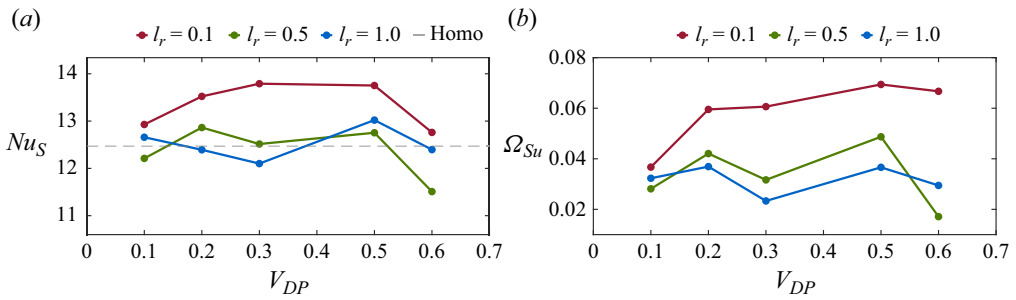 (a)
l_r = 0.1 l_r = 0.5 l_r = 1.0 Homo
14
13
12
11
Nu_S
0 0.1 0.2 0.3 0.4 0.5 0.6 0.7
V_DP
(b)
l_r = 0.1 l_r = 0.5 l_r = 1.0
0.08
0.06
0.04
0.02
Ω_Su
0 0.1 0.2 0.3 0.4 0.5 0.6 0.7
V_DP